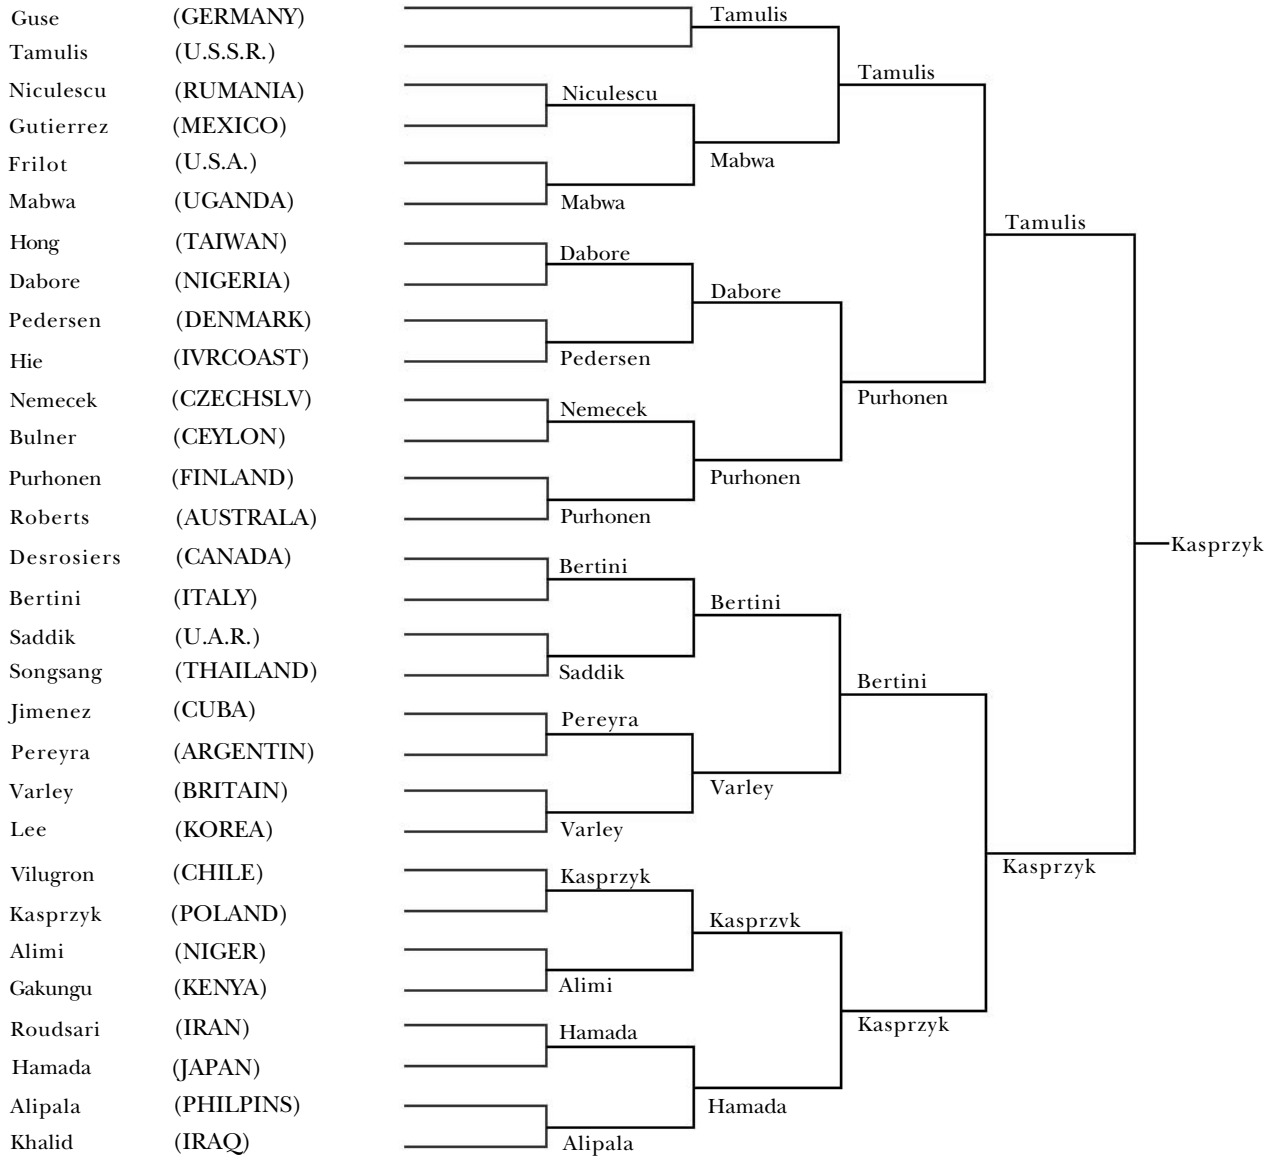 Guse (GERMANY)
Tamulis (U.S.S.R.)
Niculescu (RUMANIA)
Gutierrez (MEXICO)
Frilot (U.S.A.)
Mabwa (UGANDA)
Hong (TAIWAN)
Dabore (NIGERIA)
Pedersen (DENMARK)
Hie (IVRCOAST)
Nemecek (CZECHSLV)
Bulner (CEYLON)
Purhonen (FINLAND)
Roberts (AUSTRALA)
Desrosiers (CANADA)
Bertini (ITALY)
Saddik (U.A.R.)
Songsang (THAILAND)
Jimenez (CUBA)
Pereyra (ARGENTIN)
Varley (BRITAIN)
Lee (KOREA)
Vilugron (CHILE)
Kasprzyk (POLAND)
Alimi (NIGER)
Gakungu (KENYA)
Roudsari (IRAN)
Hamada (JAPAN)
Alipala (PHILPINS)
Khalid (IRAQ)
Niculescu
Mabwa
Dabore
Pedersen
Nemecek
Purhonen
Bertini
Saddik
Pereyra
Varley
Kasprzyk
Alimi
Hamada
Alipala
Tamulis
Mabwa
Dabore
Purhonen
Bertini
Varley
Kasprzvk
Hamada
Tamulis
Purhonen
Bertini
Kasprzyk
Tamulis
Kasprzyk
Kasprzyk